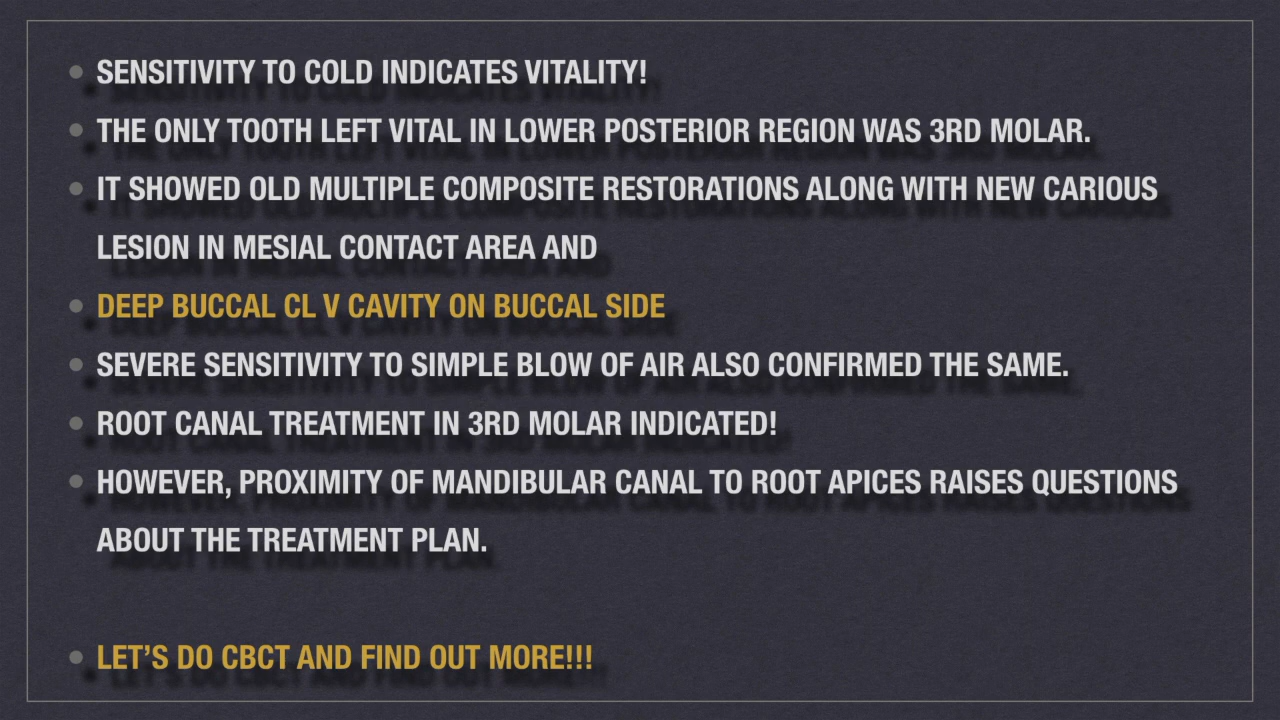 • SENSITIVITY TO COLD INDICATES VITALITY!
• THE ONLY TOOTH LEFT VITAL IN LOWER POSTERIOR REGION WAS 3RD MOLAR.
• IT SHOWED OLD MULTIPLE COMPOSITE RESTORATIONS ALONG WITH NEW CARIOUS
LESION IN MESIAL CONTACT AREA AND
• DEEP BUCCAL CL V CAVITY ON BUCCAL SIDE
• SEVERE SENSITIVITY TO SIMPLE BLOW OF AIR ALSO CONFIRMED THE SAME.
• ROOT CANAL TREATMENT IN 3RD MOLAR INDICATED!
• HOWEVER, PROXIMITY OF MANDIBULAR CANAL TO ROOT APICES RAISES QUESTIONS
ABOUT THE TREATMENT PLAN.
• LET’S DO CBCT AND FIND OUT MORE!!!